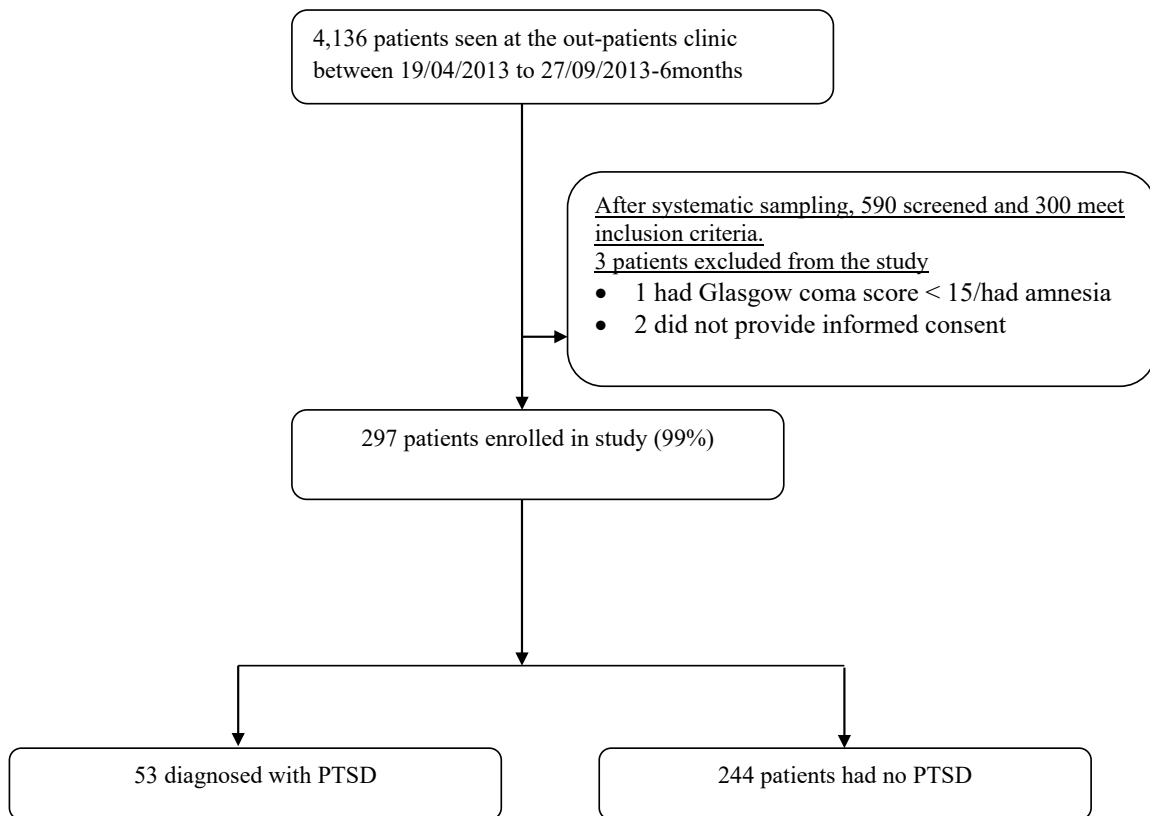 4,136 patients seen at the out-patients clinic
between 19/04/2013 to 27/09/2013-6months
After systematic sampling, 590 screened and 300 meet
inclusion criteria.
3 patients excluded from the study
• 1 had Glasgow coma score < 15/had amnesia
• 2 did not provide informed consent
297 patients enrolled in study (99%)
53 diagnosed with PTSD
244 patients had no PTSD